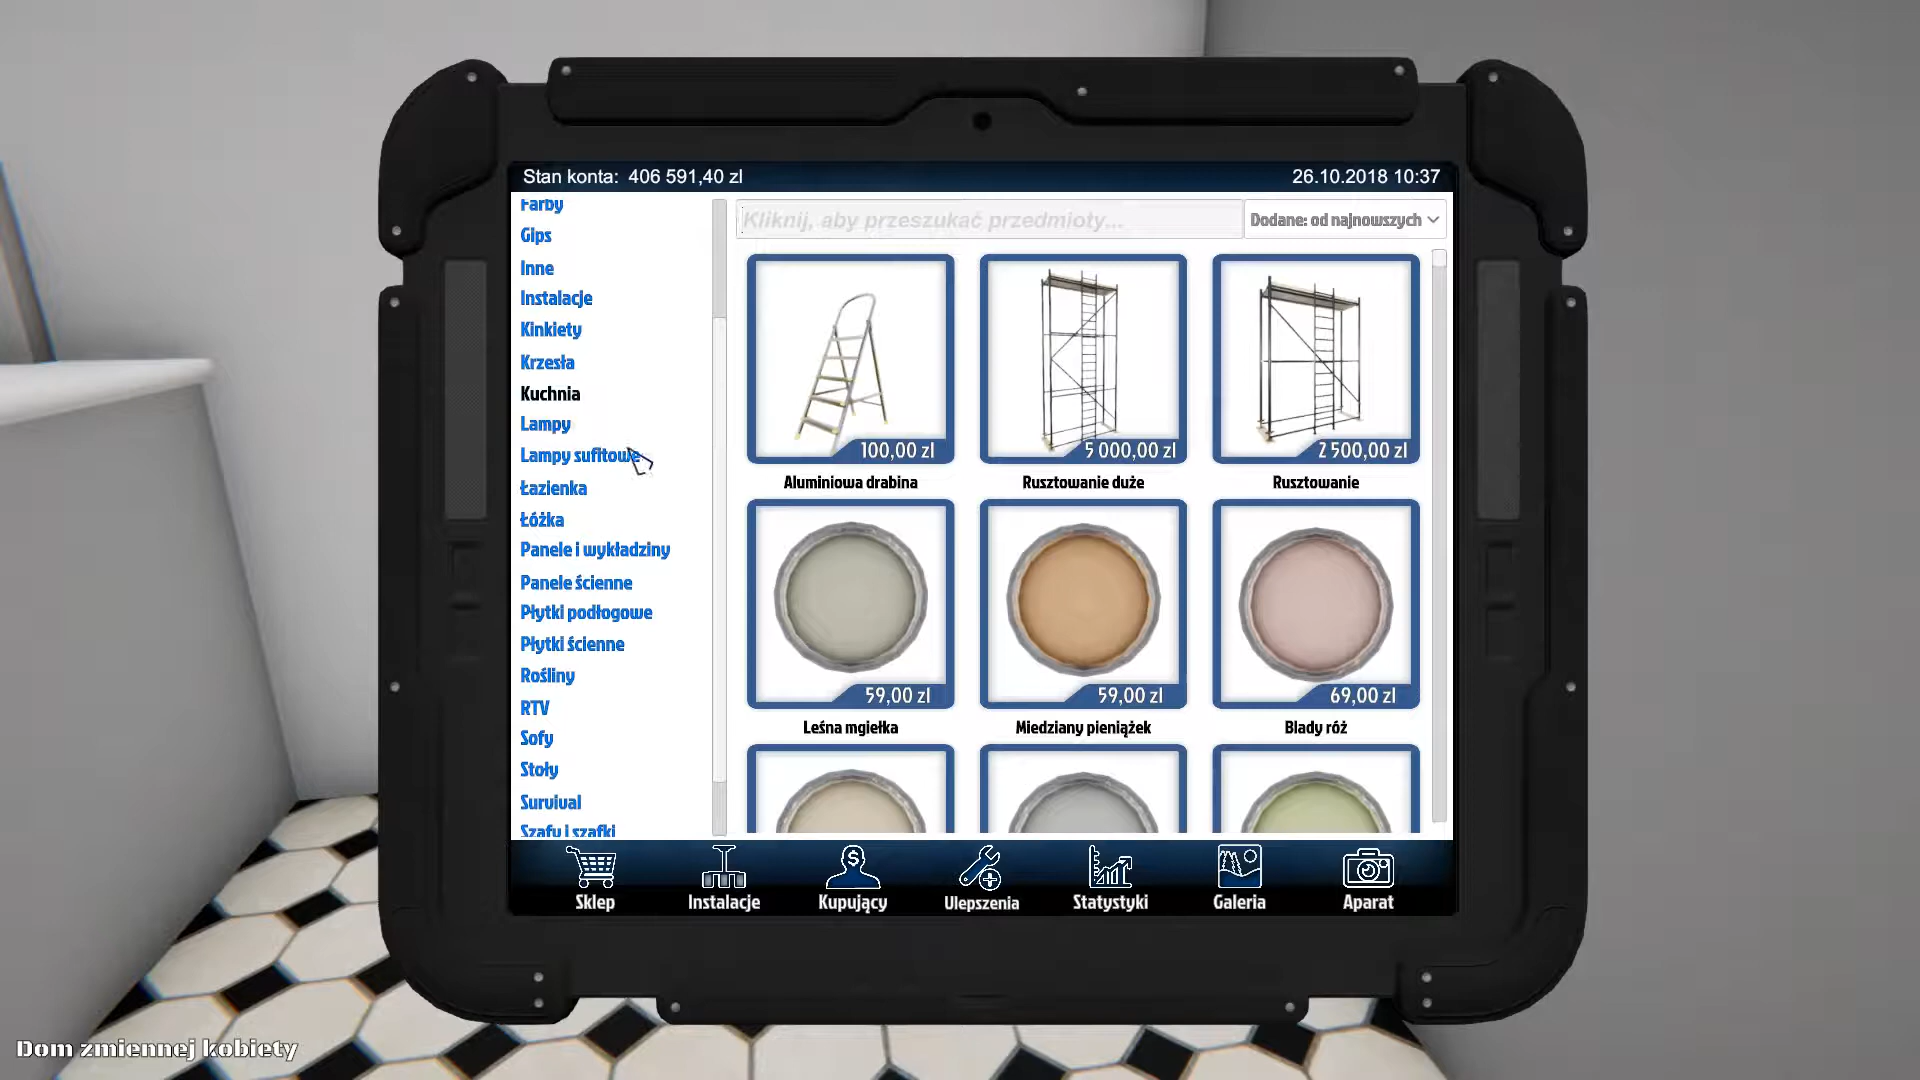 Stan konta: 406 591,40 zl
26.10.2018 10:37
Farby
Gips
Inne
Instalacje
Kinkiety
Krzesła
Kuchnia
Lampy
Lampy sufitowe
Łazienka
Łóżka
Panele i wykładziny
Panele ścienne
Płytki podłogowe
Płytki ścienne
Rośliny
RTV
Sofy
Stoły
Survival
Szafy i szafki
Kliknij, aby przeszukać przedmioty...
Dodane: od najnowszych
100,00 zl
5 000,00 zl
2 500,00 zl
Aluminiowa drabina
Rusztowanie duże
Rusztowanie
59,00 zl
59,00 zl
69,00 zl
Leśna mgiełka
Miedziany pieniążek
Blady róż
Sklep
Instalacje
Kupujący
Ulepszenia
Statystyki
Galeria
Aparat
Dom zmiennej kobiety